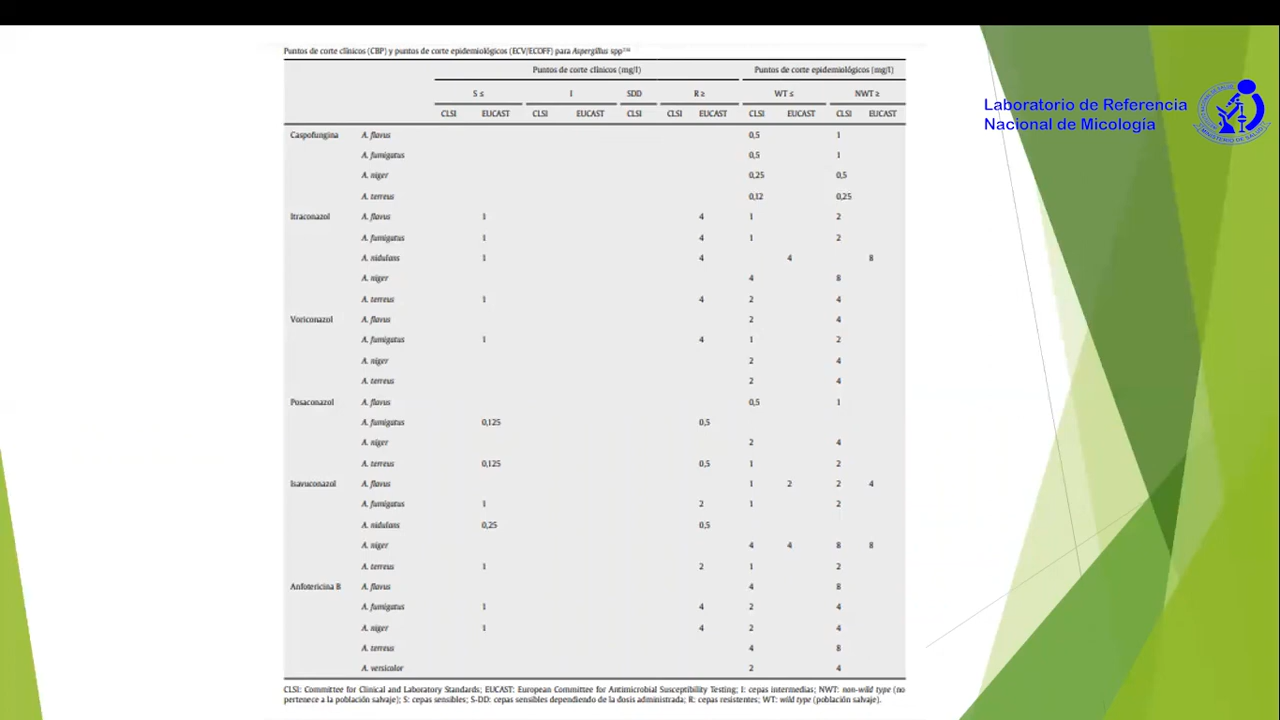 Puntos de corte clínicos (CBP) y puntos de corte epidemiológicos (ECV/ECOFF) para Aspergillus spp
Puntos de corte clínicos (mg/l) Puntos de corte epidemiológicos (mg/l)
S ≤ I SDD R ≥ WT ≤ NWT ≥
CLSI EUCAST CLSI EUCAST CLSI CLSI EUCAST CLSI EUCAST CLSI EUCAST
Caspofungina A. flavus 0,5 1
A. fumigatus 0,5 1
A. niger 0,25 0,5
A. terreus 0,12 0,25
Itraconazol A. flavus 1 4 1 2
A. fumigatus 1 4 1 2
A. nidulans 1 4 4 8
A. niger 4 8
A. terreus 1 4 2 4
Voriconazol A. flavus 2 4
A. fumigatus 1 4 1 2
A. niger 2 4
A. terreus 2 4
Posaconazol A. flavus 0,5 1
A. fumigatus 0,125 0,5
A. niger 2 4
A. terreus 0,125 0,5 1 2
Isavuconazol A. flavus 1 2 2 4
A. fumigatus 1 2 1 2
A. nidulans 0,25 0,5
A. niger 4 4 8 8
A. terreus 1 2 1 2
Anfotericina B A. flavus 4 8
A. fumigatus 1 4 2 4
A. niger 1 4 2 4
A. terreus 4 8
A. versicolor 2 4
CLSI: Committee for Clinical and Laboratory Standards; EUCAST: European Committee for Antimicrobial Susceptibility Testing; I: cepas intermedias; NWT: non-wild type (no
pertenece a la población salvaje); S: cepas sensibles; S-DD: cepas sensibles dependiendo de la dosis administrada; R: cepas resistentes; WT: wild type (población salvaje).
Laboratorio de Referencia
Nacional de Micología